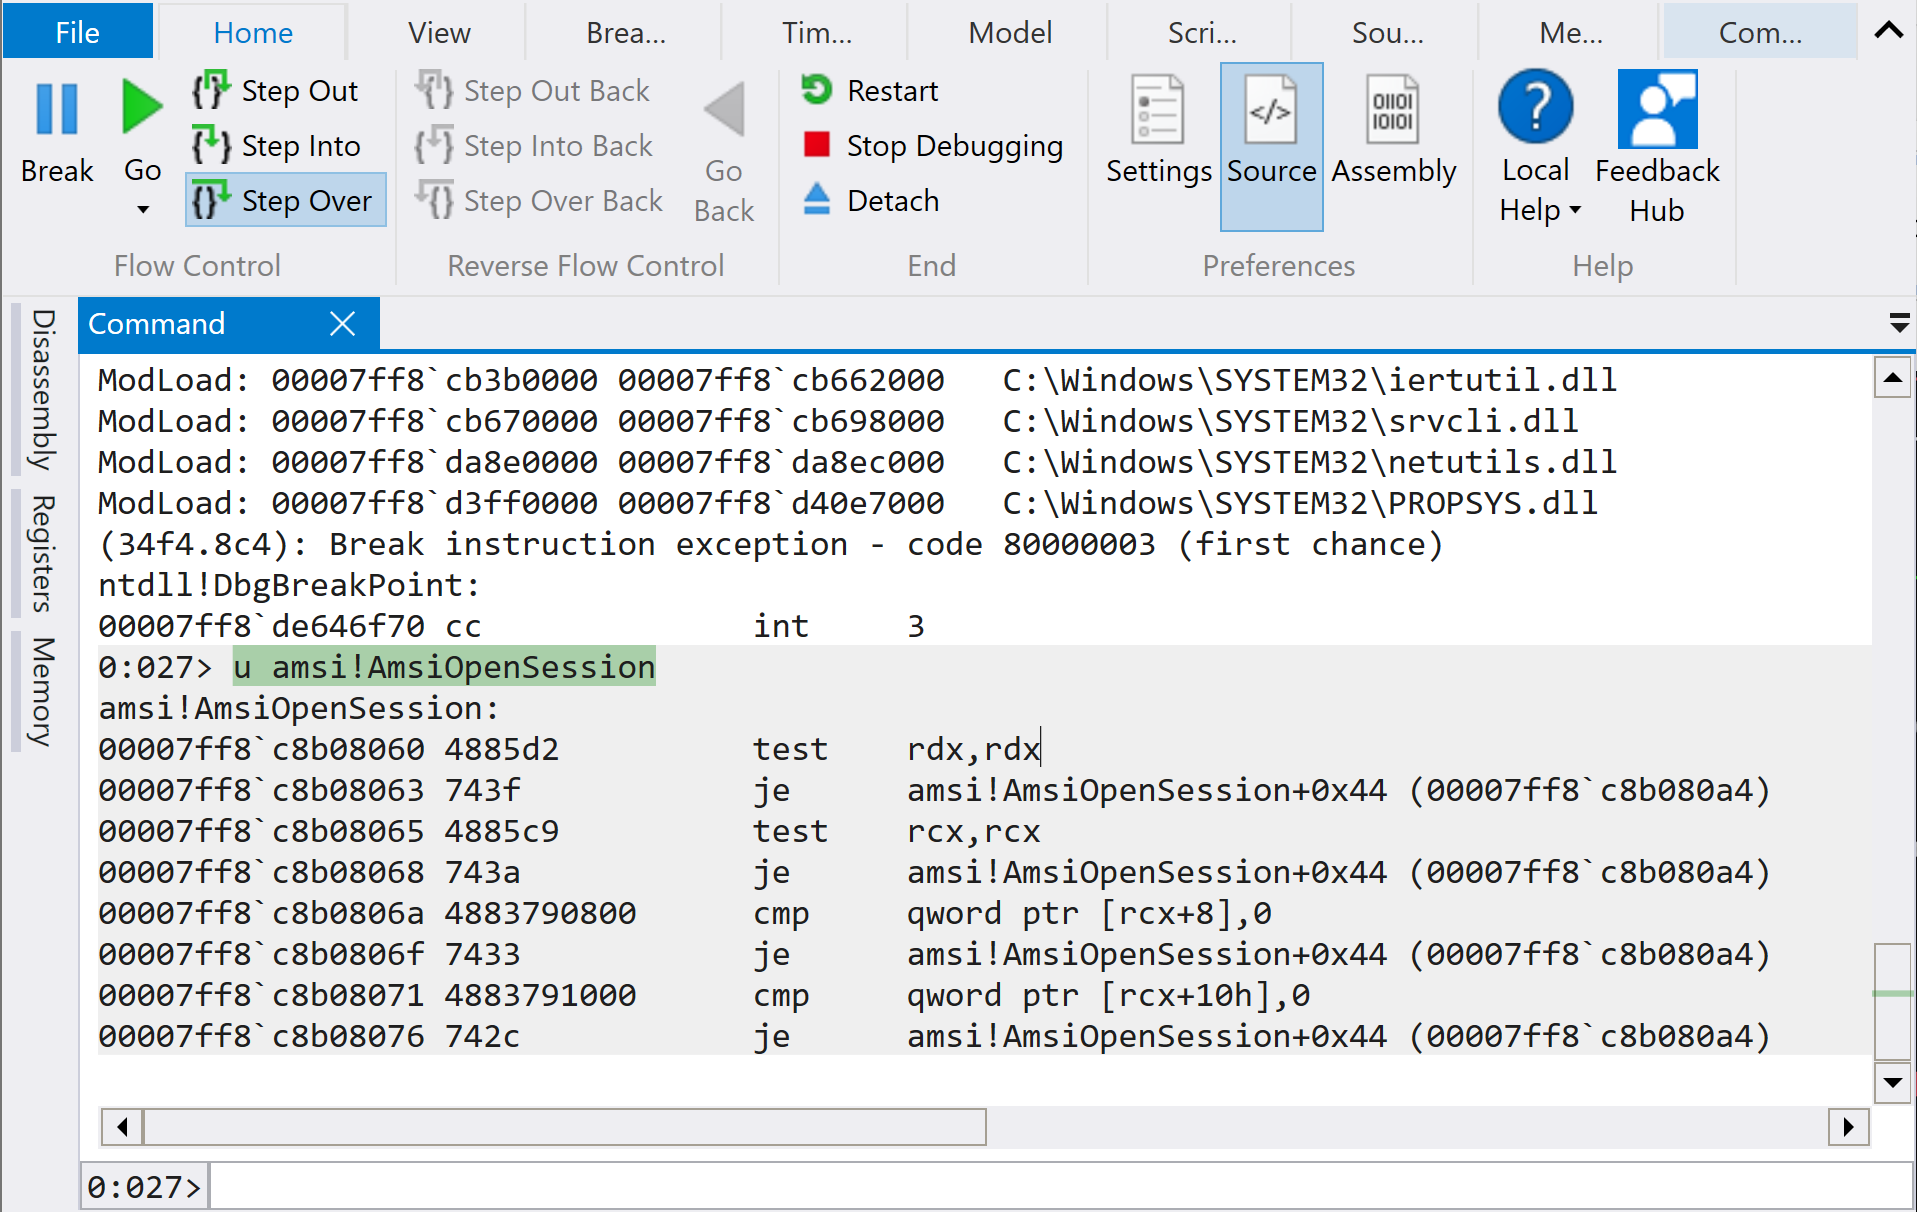 File Home View Brea... Tim... Model Scri... Sou... Me... Com...
Break
Go
Step Out
Step Into
Step Over
Flow Control
Step Out Back
Step Into Back
Step Over Back
Go
Back
Reverse Flow Control
Restart
Stop Debugging
Detach
End
Settings
Source
Assembly
Preferences
Local
Help
Feedback
Hub
Help
Disassembly
Registers
Memory
Command
ModLoad: 00007ff8`cb3b0000 00007ff8`cb662000   C:\Windows\SYSTEM32\iertutil.dll
ModLoad: 00007ff8`cb670000 00007ff8`cb698000   C:\Windows\SYSTEM32\srvcli.dll
ModLoad: 00007ff8`da8e0000 00007ff8`da8ec000   C:\Windows\SYSTEM32\netutils.dll
ModLoad: 00007ff8`d3ff0000 00007ff8`d40e7000   C:\Windows\SYSTEM32\PROPSYS.dll
(34f4.8c4): Break instruction exception - code 80000003 (first chance)
ntdll!DbgBreakPoint:
00007ff8`de646f70 cc              int     3
0:027> u amsi!AmsiOpenSession
amsi!AmsiOpenSession:
00007ff8`c8b08060 4885d2          test    rdx,rdx
00007ff8`c8b08063 743f            je      amsi!AmsiOpenSession+0x44 (00007ff8`c8b080a4)
00007ff8`c8b08065 4885c9          test    rcx,rcx
00007ff8`c8b08068 743a            je      amsi!AmsiOpenSession+0x44 (00007ff8`c8b080a4)
00007ff8`c8b0806a 4883790800      cmp     qword ptr [rcx+8],0
00007ff8`c8b0806f 7433            je      amsi!AmsiOpenSession+0x44 (00007ff8`c8b080a4)
00007ff8`c8b08071 4883791000      cmp     qword ptr [rcx+10h],0
00007ff8`c8b08076 742c            je      amsi!AmsiOpenSession+0x44 (00007ff8`c8b080a4)
0:027>